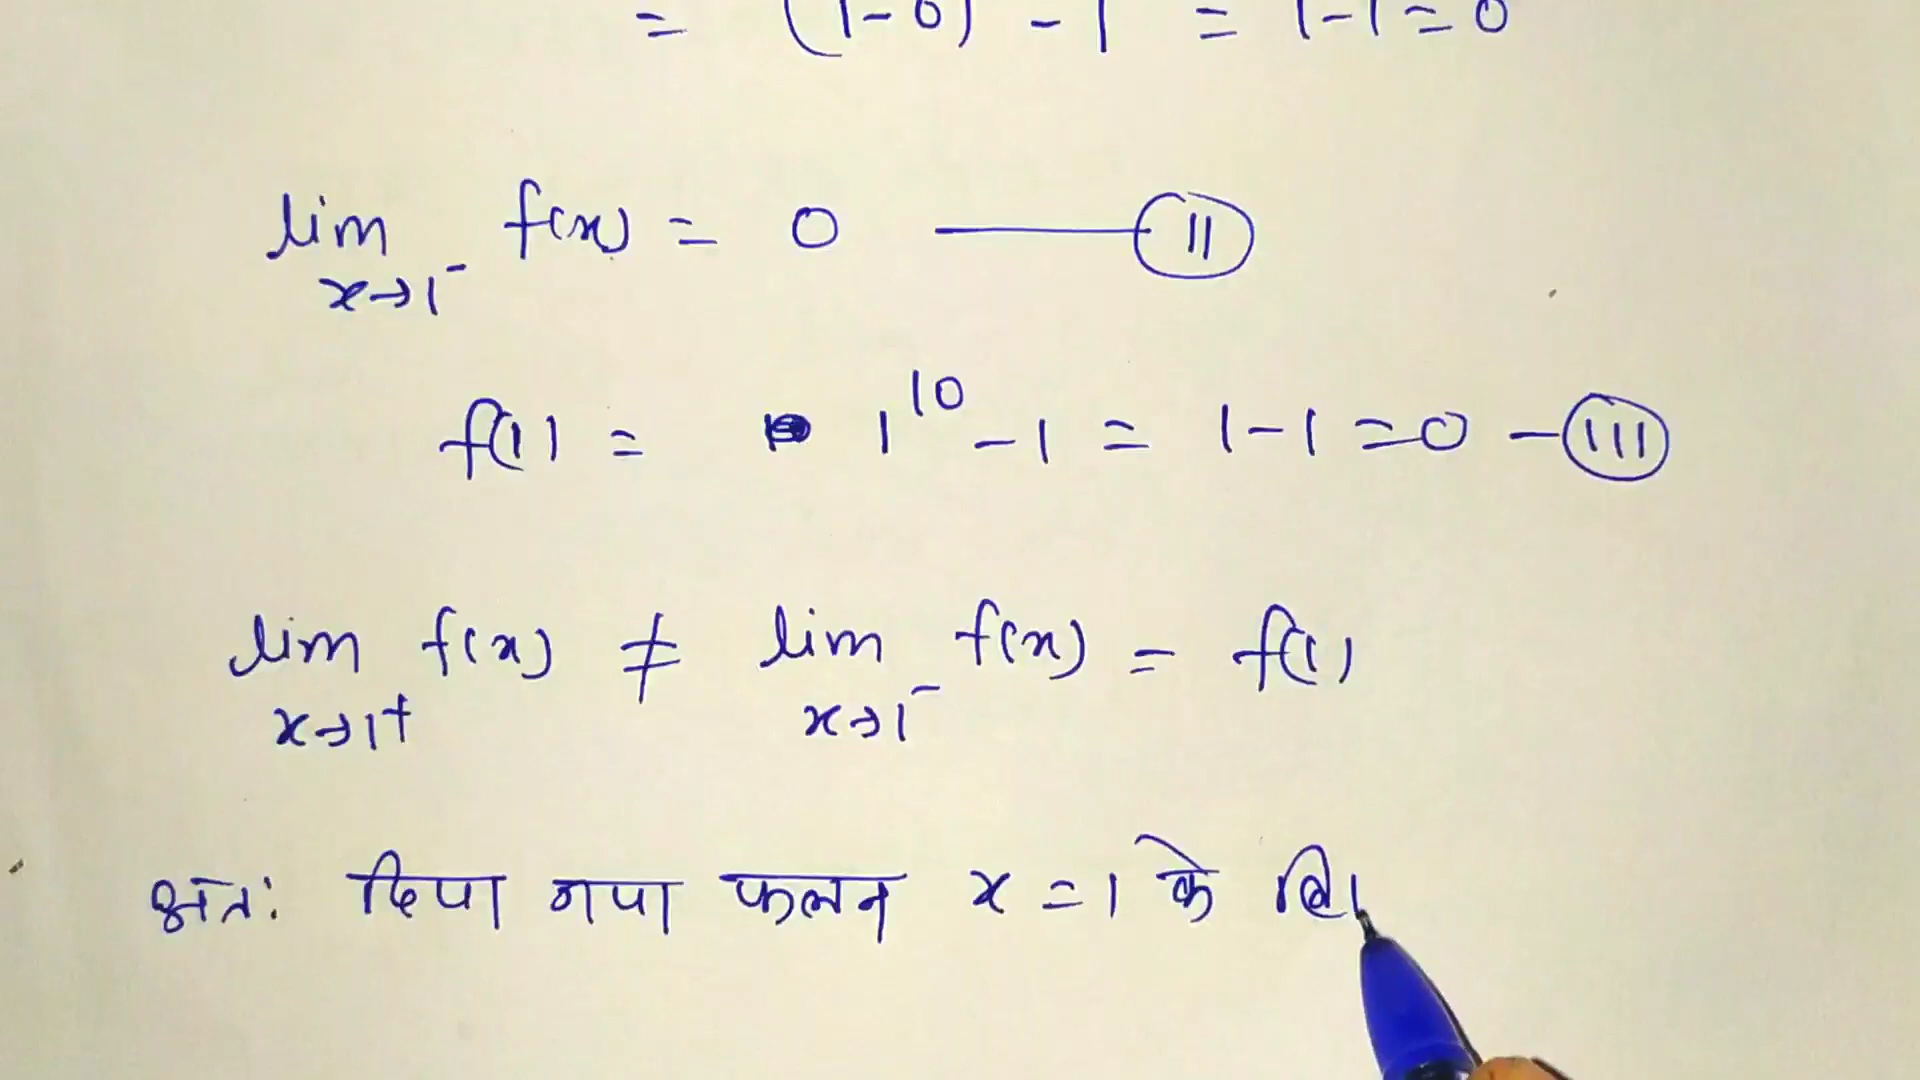 = (1-0) - 1 = 1-1=0
lim f(x) = 0 —— II
x→1⁻
f(1) = 1¹⁰ - 1 = 1-1=0 — III
lim f(x) ≠ lim f(x) = f(1)
x→1⁺ x→1⁻
अत: दिया गया फलन x=1 के